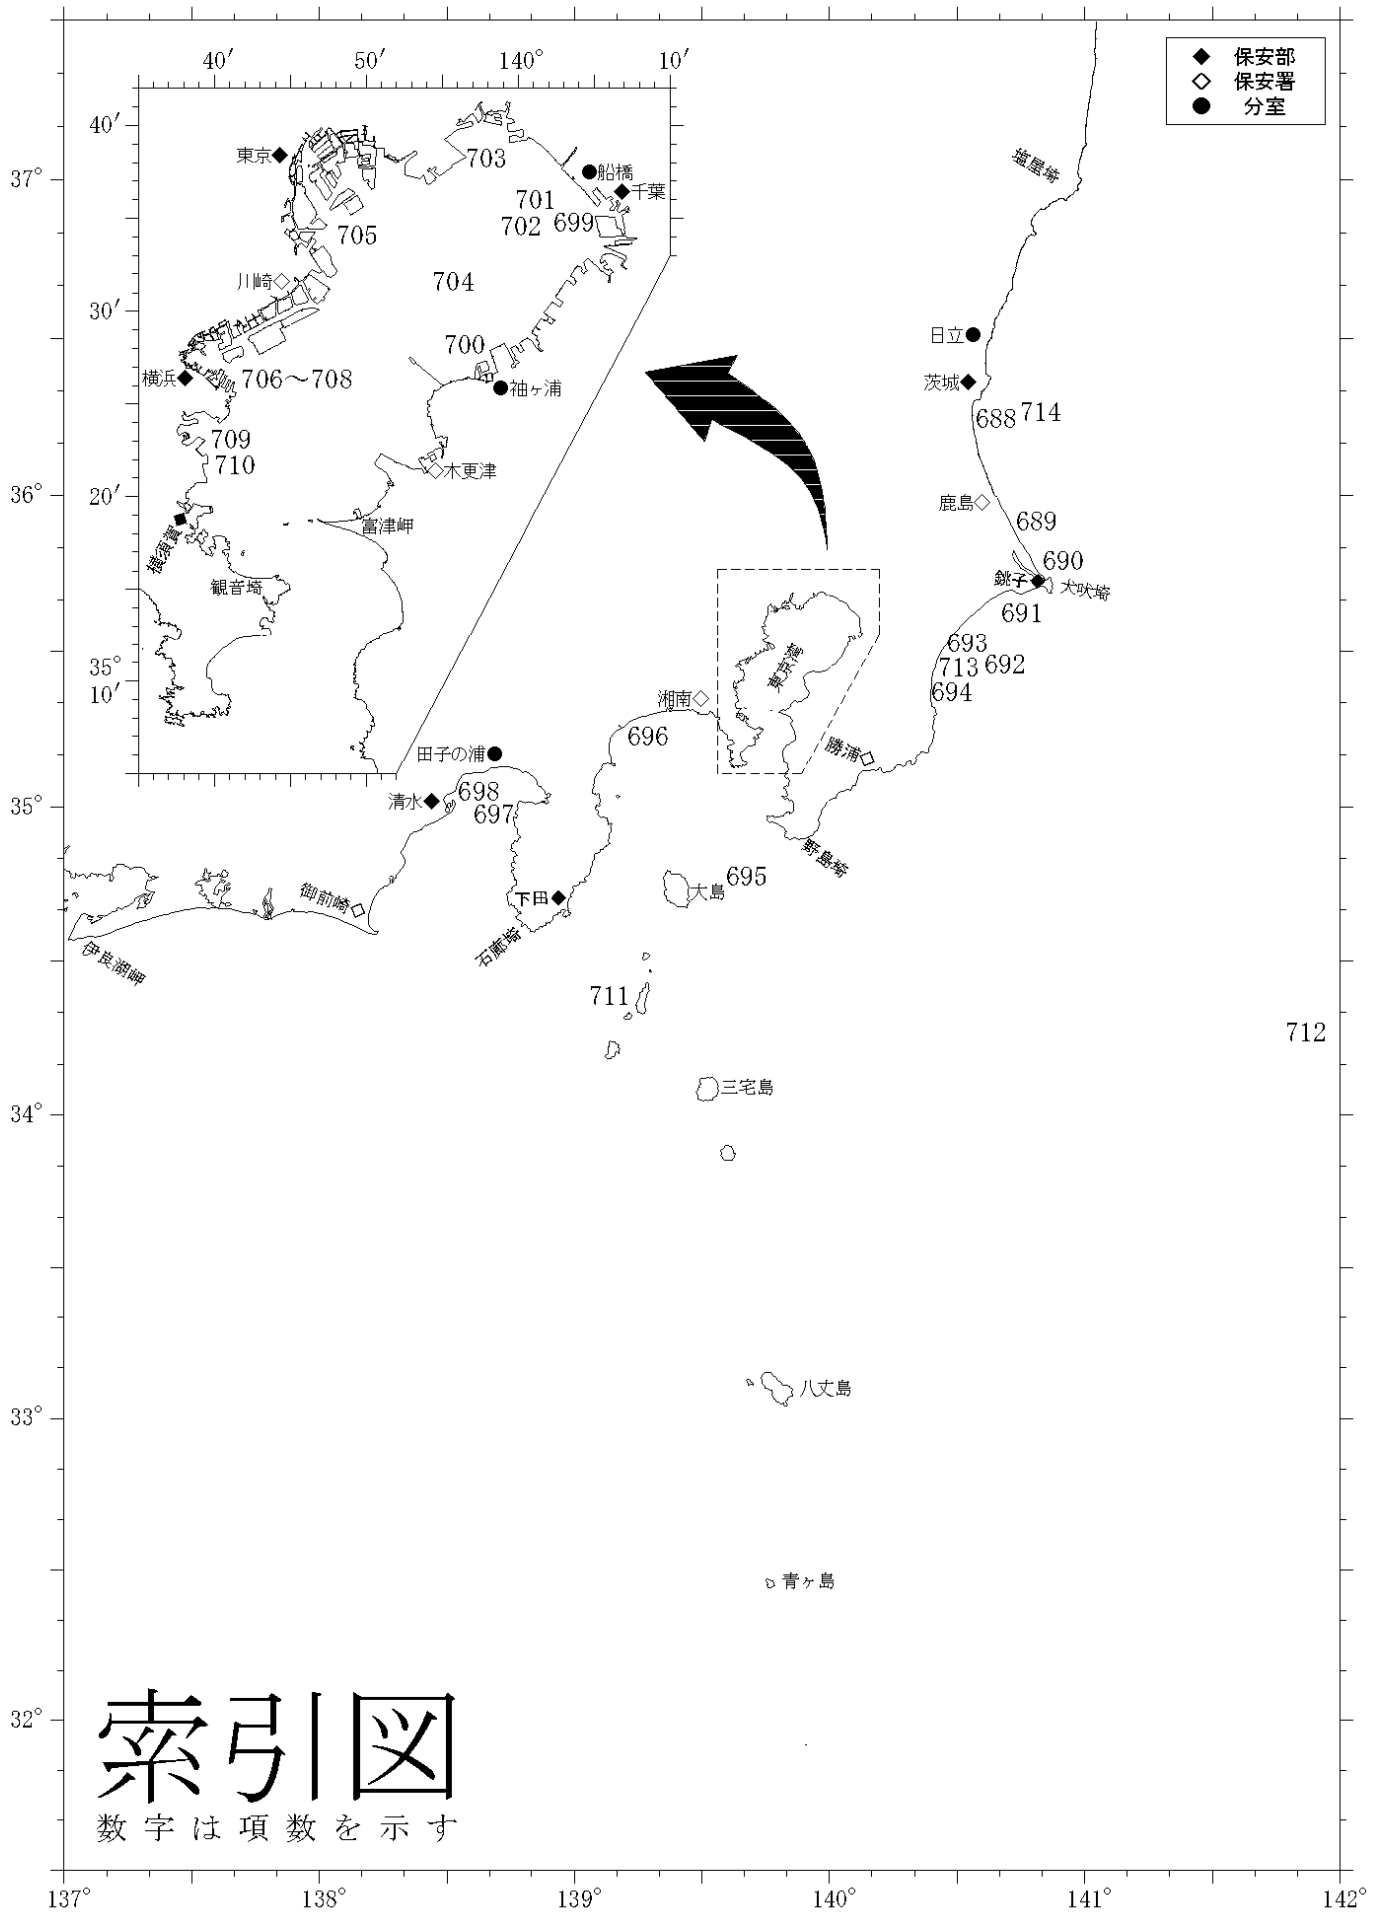 40′ 50′ 140° 10′
保安部
保安署
分室
40′
東京
703
船橋
千葉
701
702 699
705
37°
塩屋埼
川崎
704
30′
700
日立
横浜
706～708
袖ヶ浦
茨城
688 714
709
710
木更津
20′
36°
鹿島
689
横須賀
富津岬
690
観音埼
銚子
犬吠埼
691
693
713 692
694
35°
10′
東京湾
湘南
696
勝浦
田子の浦
698
清水
697
35°
野島埼
695
大島
御前崎
下田
石廊埼
伊良湖岬
711
712
三宅島
34°
八丈島
33°
青ヶ島
32°
索引図
数字は項数を示す
137° 138° 139° 140° 141° 142°